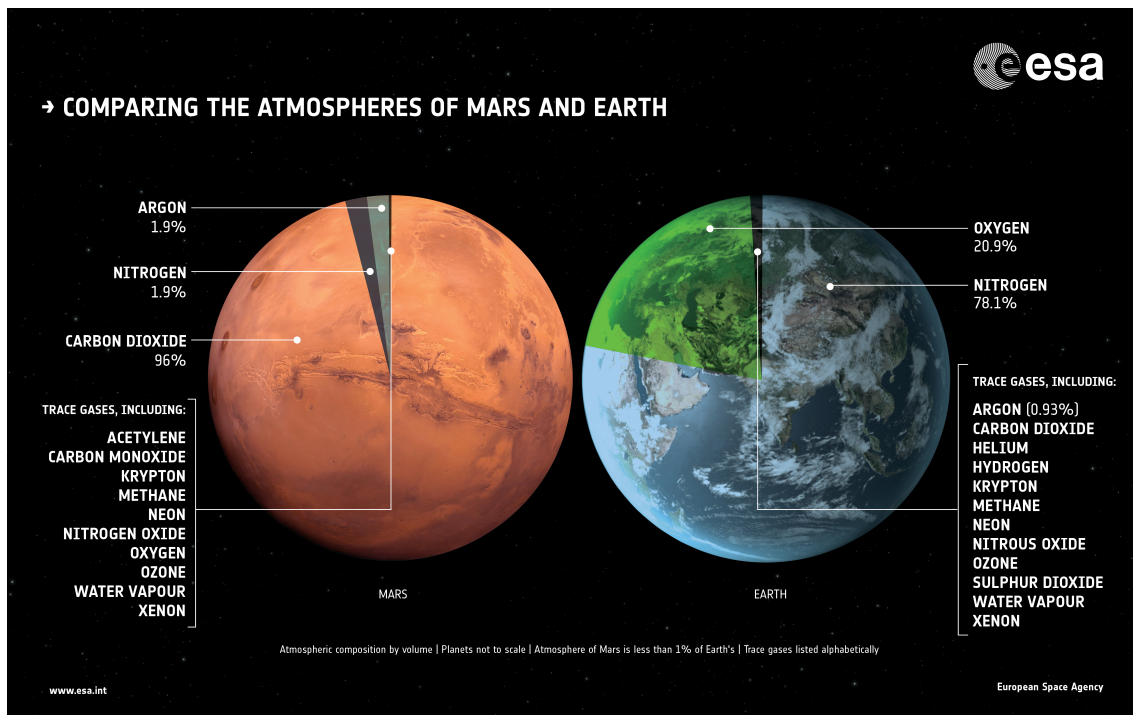 esa
→ COMPARING THE ATMOSPHERES OF MARS AND EARTH
ARGON
1.9%
NITROGEN
1.9%
CARBON DIOXIDE
96%
TRACE GASES, INCLUDING:
ACETYLENE
CARBON MONOXIDE
KRYPTON
METHANE
NEON
NITROGEN OXIDE
OXYGEN
OZONE
WATER VAPOUR
XENON
MARS
OXYGEN
20.9%
NITROGEN
78.1%
TRACE GASES, INCLUDING:
ARGON (0.93%)
CARBON DIOXIDE
HELIUM
HYDROGEN
KRYPTON
METHANE
NEON
NITROUS OXIDE
OZONE
SULPHUR DIOXIDE
WATER VAPOUR
XENON
EARTH
Atmospheric composition by volume | Planets not to scale | Atmosphere of Mars is less than 1% of Earth's | Trace gases listed alphabetically
www.esa.int
European Space Agency